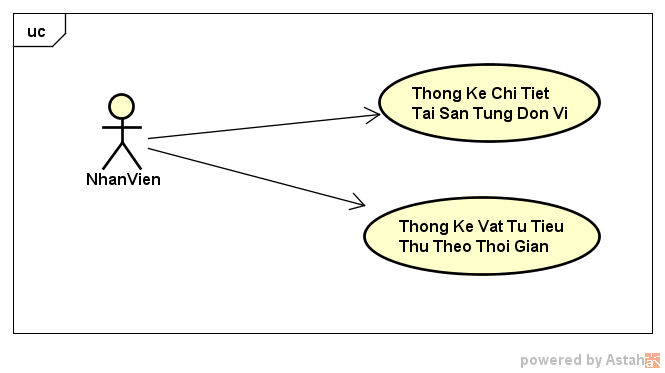 uc
Thong Ke Chi Tiet
Tai San Tung Don Vi
NhanVien
Thong Ke Vat Tu Tieu
Thu Theo Thoi Gian
powered by Astah